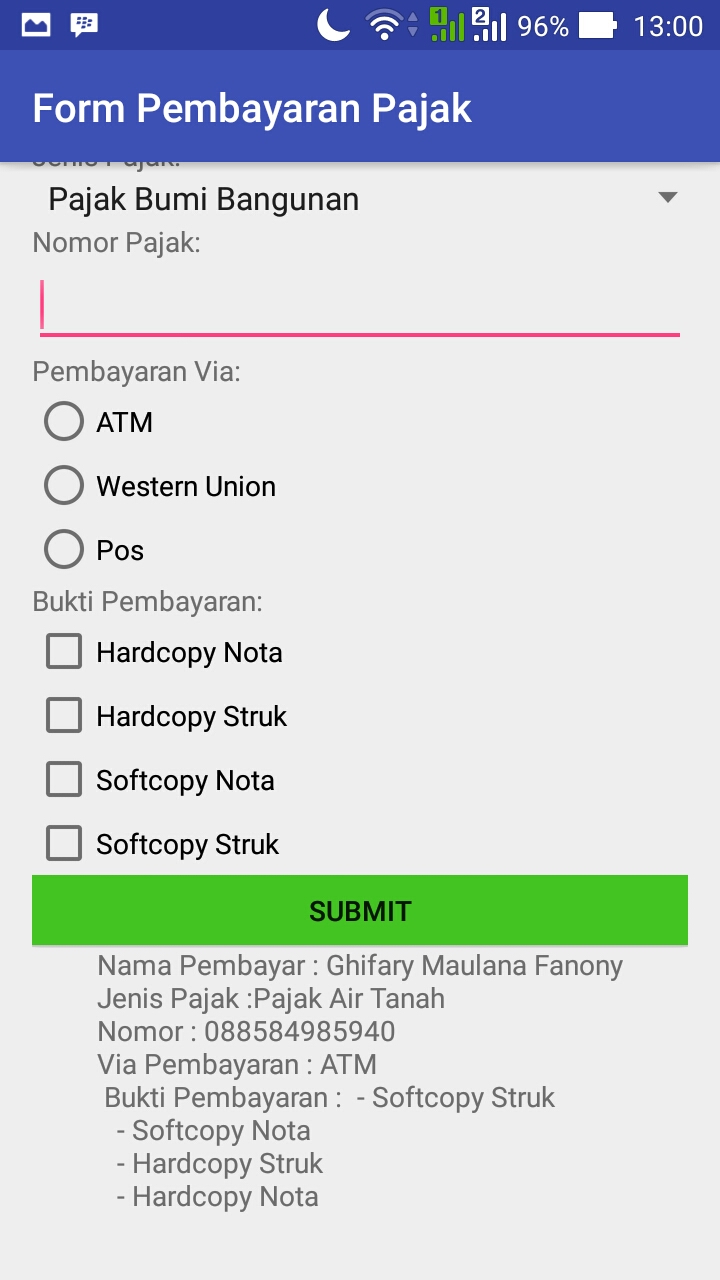 1 2 96% 13:00
Form Pembayaran Pajak
Pajak Bumi Bangunan
Nomor Pajak:
Pembayaran Via:
ATM
Western Union
Pos
Bukti Pembayaran:
Hardcopy Nota
Hardcopy Struk
Softcopy Nota
Softcopy Struk
SUBMIT
Nama Pembayar : Ghifary Maulana Fanony
Jenis Pajak :Pajak Air Tanah
Nomor : 088584985940
Via Pembayaran : ATM
Bukti Pembayaran :  - Softcopy Struk
- Softcopy Nota
- Hardcopy Struk
- Hardcopy Nota